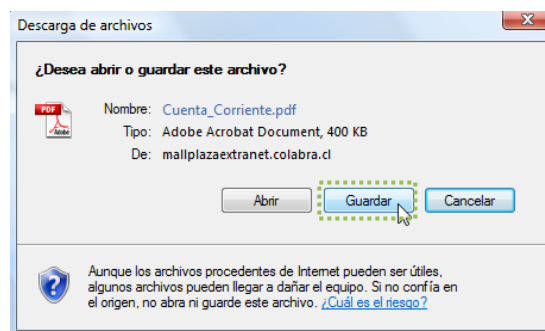 Descarga de archivos
¿Desea abrir o guardar este archivo?
PDF
Adobe
Nombre: Cuenta_Corriente.pdf
Tipo: Adobe Acrobat Document, 400 KB
De: mallplazaextranet.colabra.cl
Abrir Guardar Cancelar
Aunque los archivos procedentes de Internet pueden ser útiles,
algunos archivos pueden llegar a dañar el equipo. Si no confía en
el origen, no abra ni guarde este archivo. ¿Cuál es el riesgo?